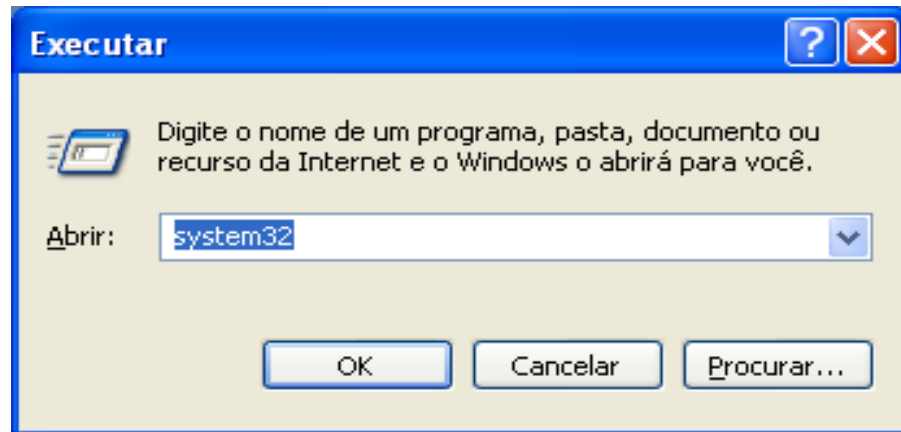 Executar
Digite o nome de um programa, pasta, documento ou
recurso da Internet e o Windows o abrirá para você.
Abrir: system32
OK Cancelar Procurar...